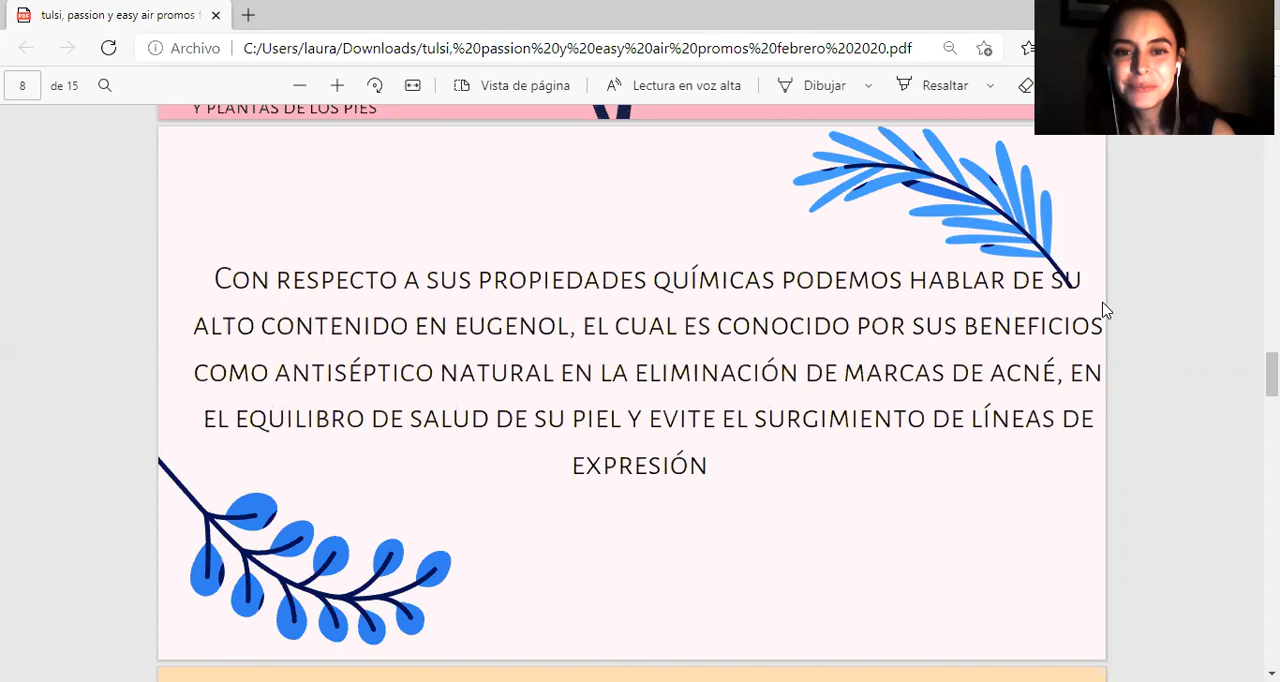 tulsi, passion y easy air promos f
Archivo
C:/Users/laura/Downloads/tulsi,%20passion%20y%20easy%20air%20promos%20febrero%202020.pdf
8
de 15
Vista de página
Lectura en voz alta
Dibujar
Resaltar
Y PLANTAS DE LOS PIES
CON RESPECTO A SUS PROPIEDADES QUÍMICAS PODEMOS HABLAR DE SU
ALTO CONTENIDO EN EUGENOL, EL CUAL ES CONOCIDO POR SUS BENEFICIOS
COMO ANTISÉPTICO NATURAL EN LA ELIMINACIÓN DE MARCAS DE ACNÉ, EN
EL EQUILIBRO DE SALUD DE SU PIEL Y EVITE EL SURGIMIENTO DE LÍNEAS DE
EXPRESIÓN